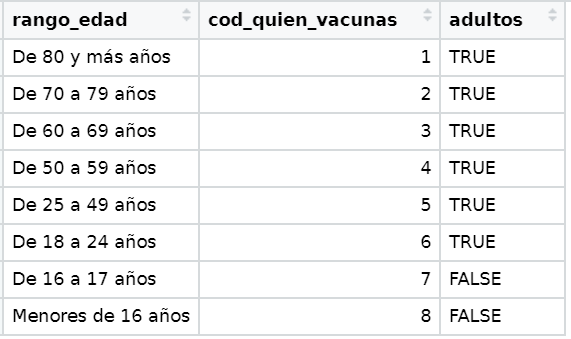 rango_edad cod_quien_vacunas adultos
De 80 y más años 1 TRUE
De 70 a 79 años 2 TRUE
De 60 a 69 años 3 TRUE
De 50 a 59 años 4 TRUE
De 25 a 49 años 5 TRUE
De 18 a 24 años 6 TRUE
De 16 a 17 años 7 FALSE
Menores de 16 años 8 FALSE